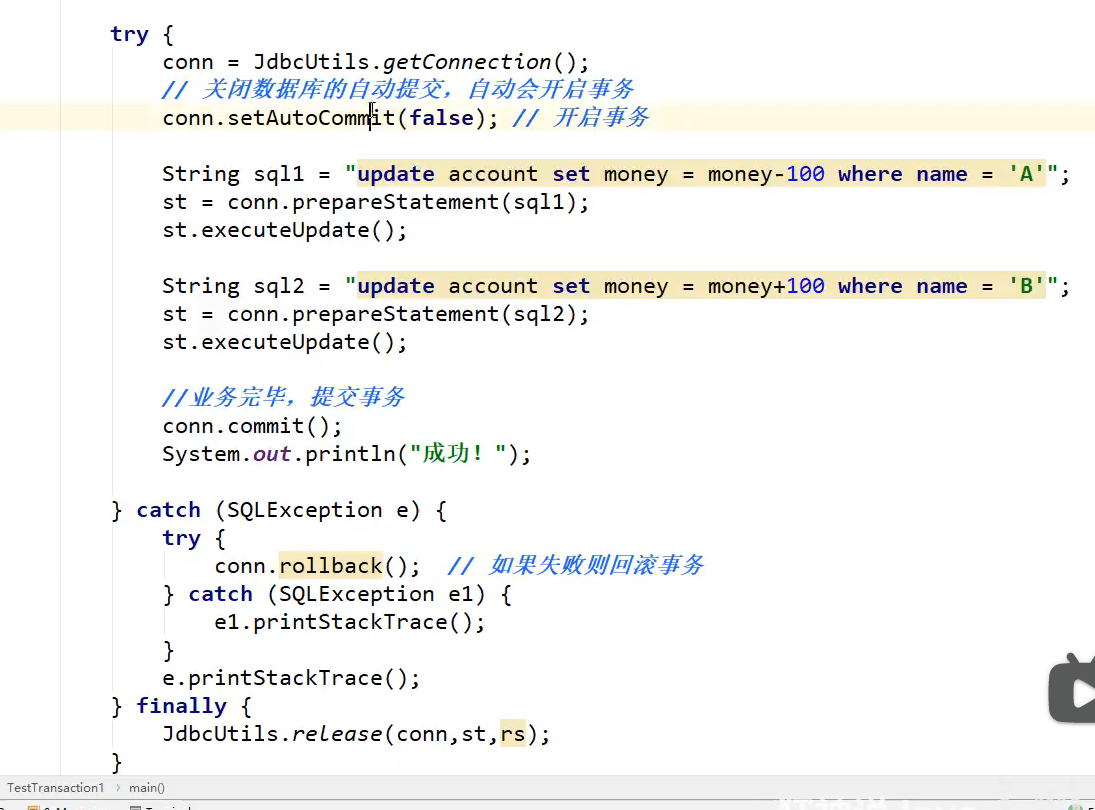 try {
conn = JdbcUtils.getConnection();
// 关闭数据库的自动提交，自动会开启事务
conn.setAutoCommit(false); // 开启事务
String sql1 = "update account set money = money-100 where name = 'A'";
st = conn.prepareStatement(sql1);
st.executeUpdate();
String sql2 = "update account set money = money+100 where name = 'B'";
st = conn.prepareStatement(sql2);
st.executeUpdate();
//业务完毕，提交事务
conn.commit();
System.out.println("成功！");
} catch (SQLException e) {
try {
conn.rollback(); // 如果失败则回滚事务
} catch (SQLException e1) {
e1.printStackTrace();
}
e.printStackTrace();
} finally {
JdbcUtils.release(conn,st,rs);
}
TestTransaction1 › main()